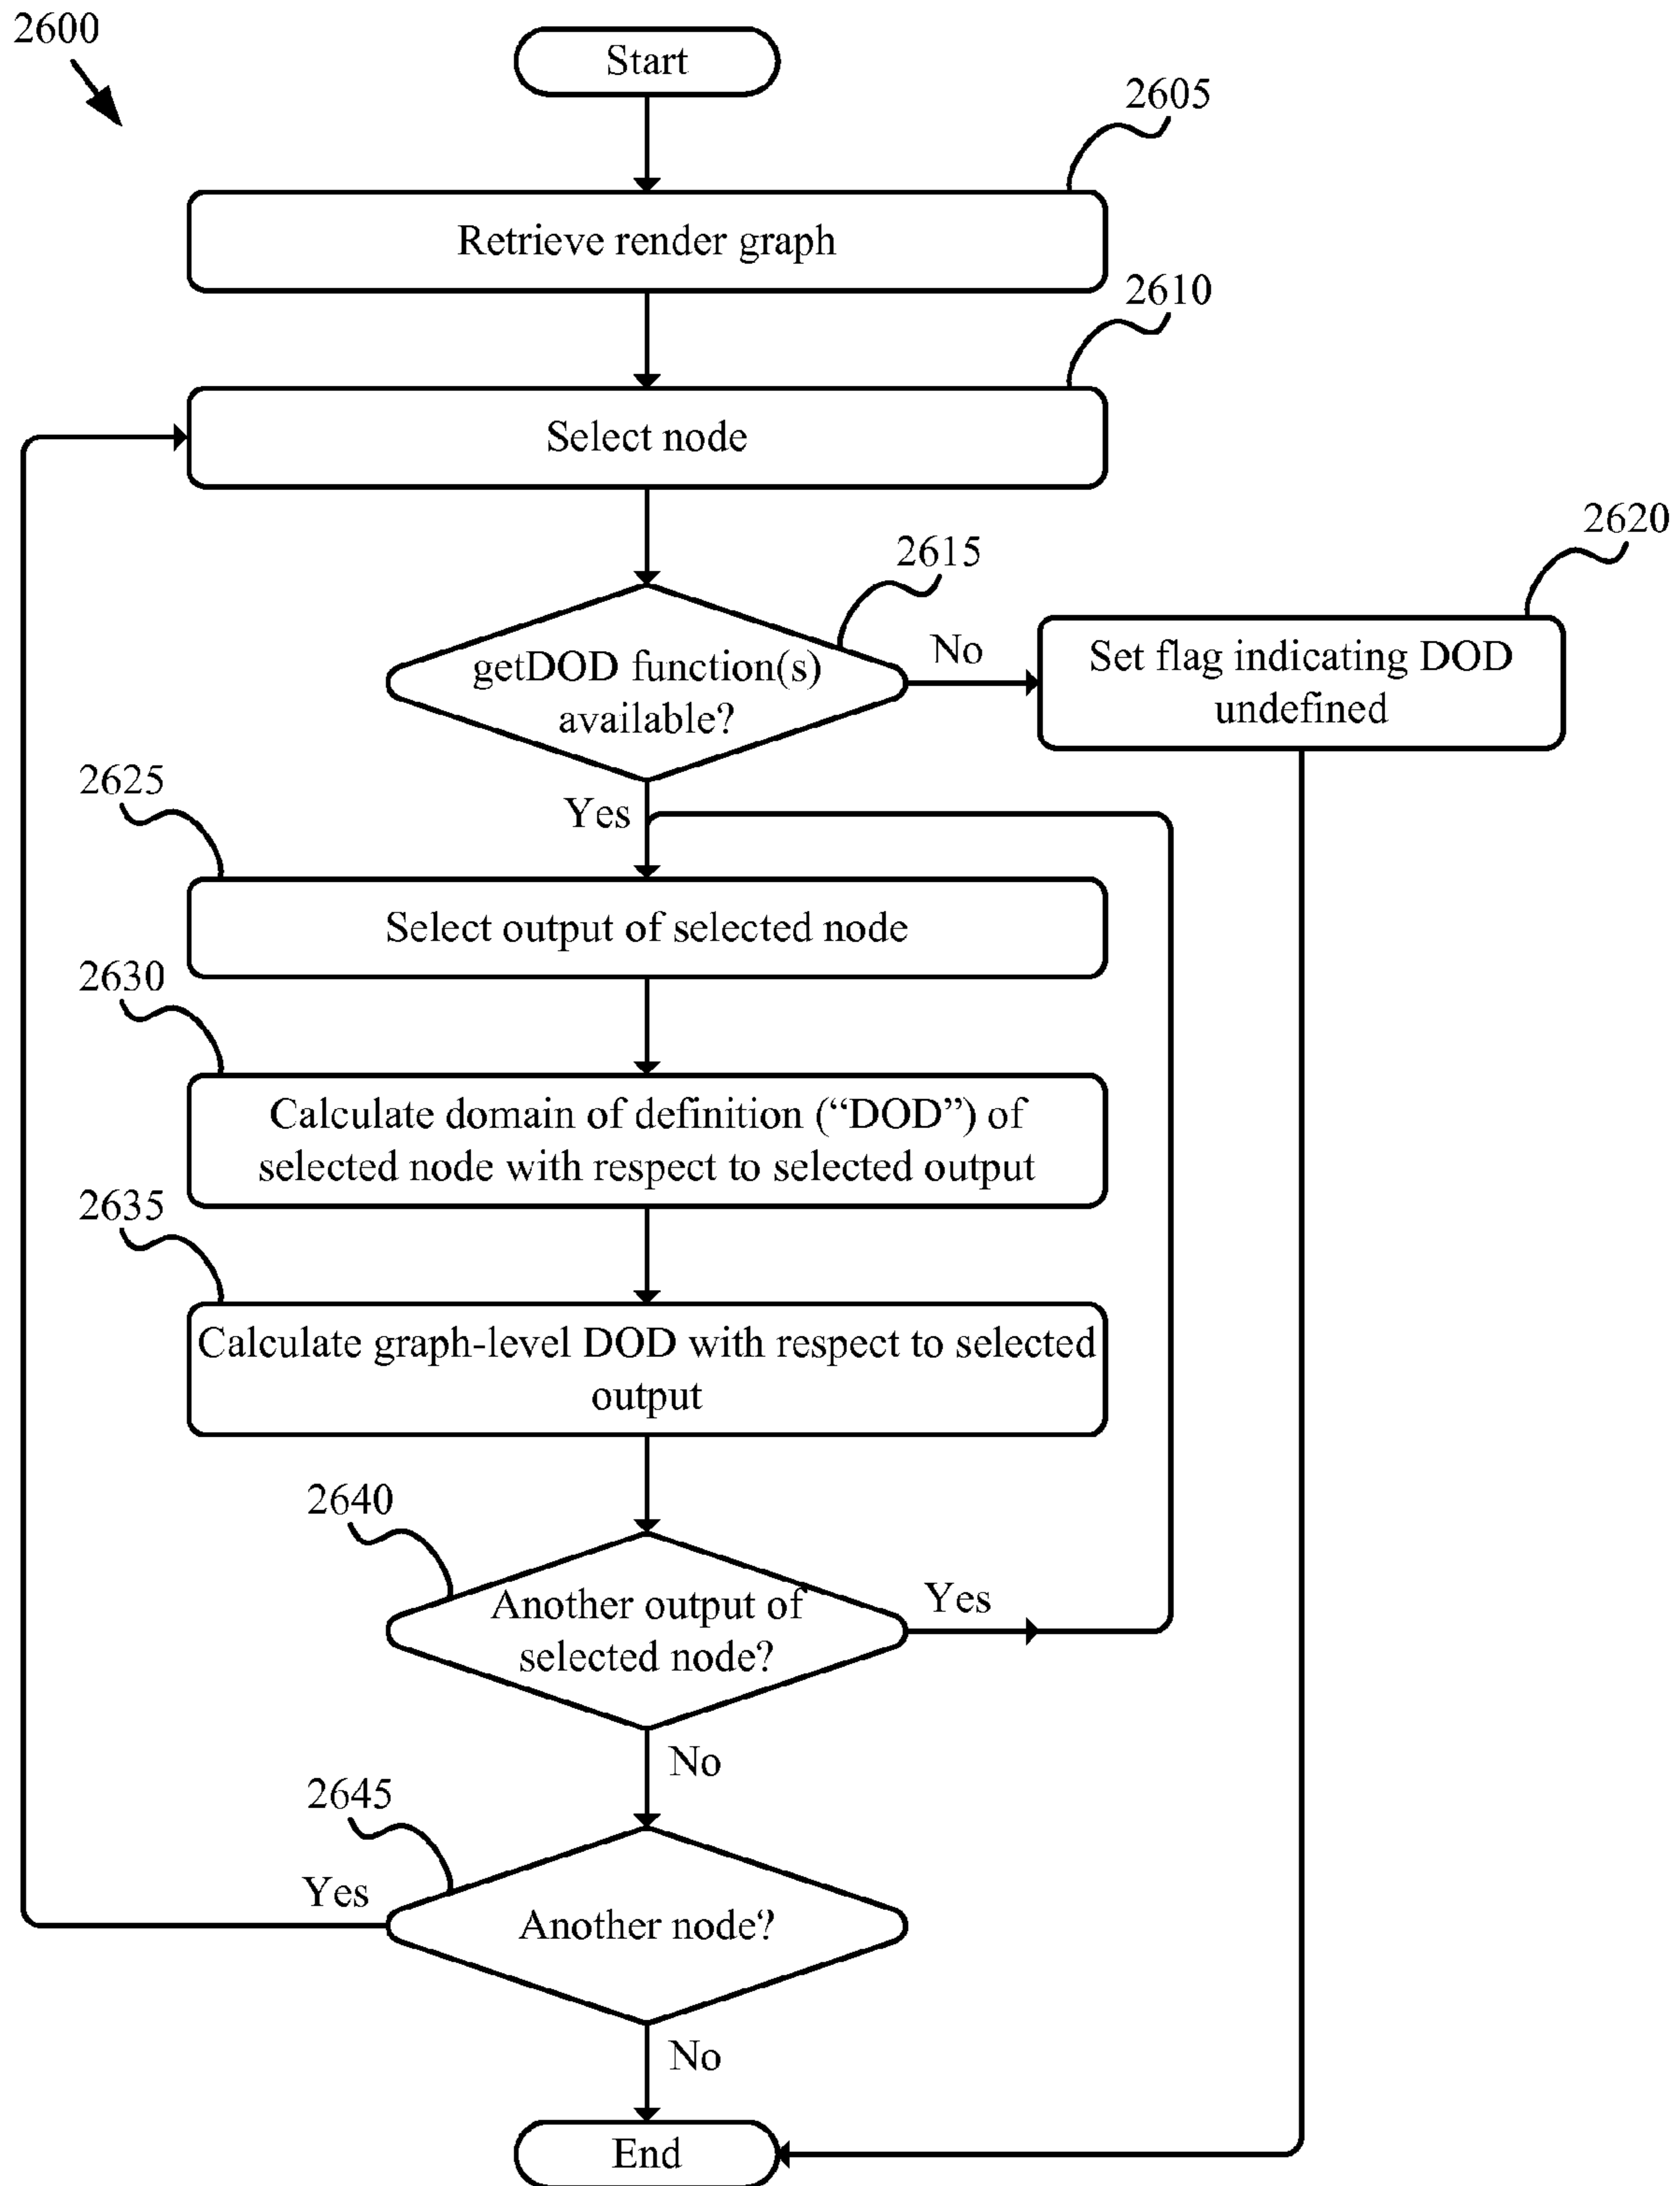 2600
Start
2605
Retrieve render graph
2610
Select node
2615
getDOD function(s)
available?
No
2620
Set flag indicating DOD
undefined
Yes
2625
Select output of selected node
2630
Calculate domain of definition (“DOD”) of
selected node with respect to selected output
2635
Calculate graph-level DOD with respect to selected
output
2640
Another output of
selected node?
Yes
No
2645
Another node?
Yes
No
End